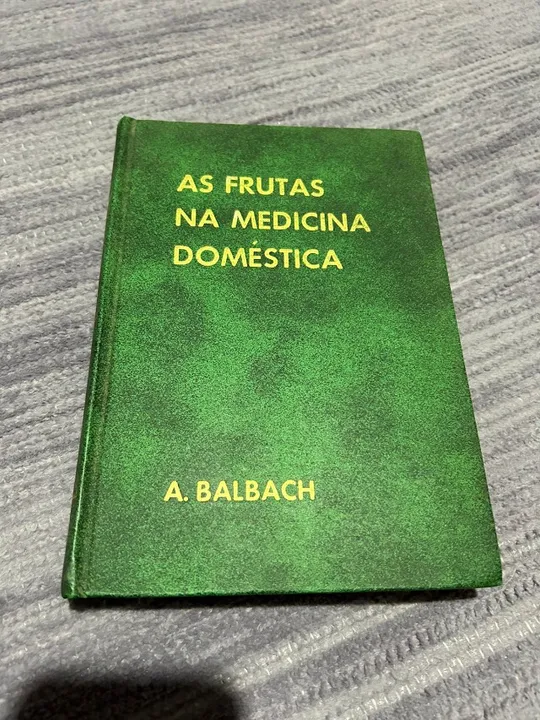 AS FRUTAS
NA MEDICINA
DOMÉSTICA
A. BALBACH